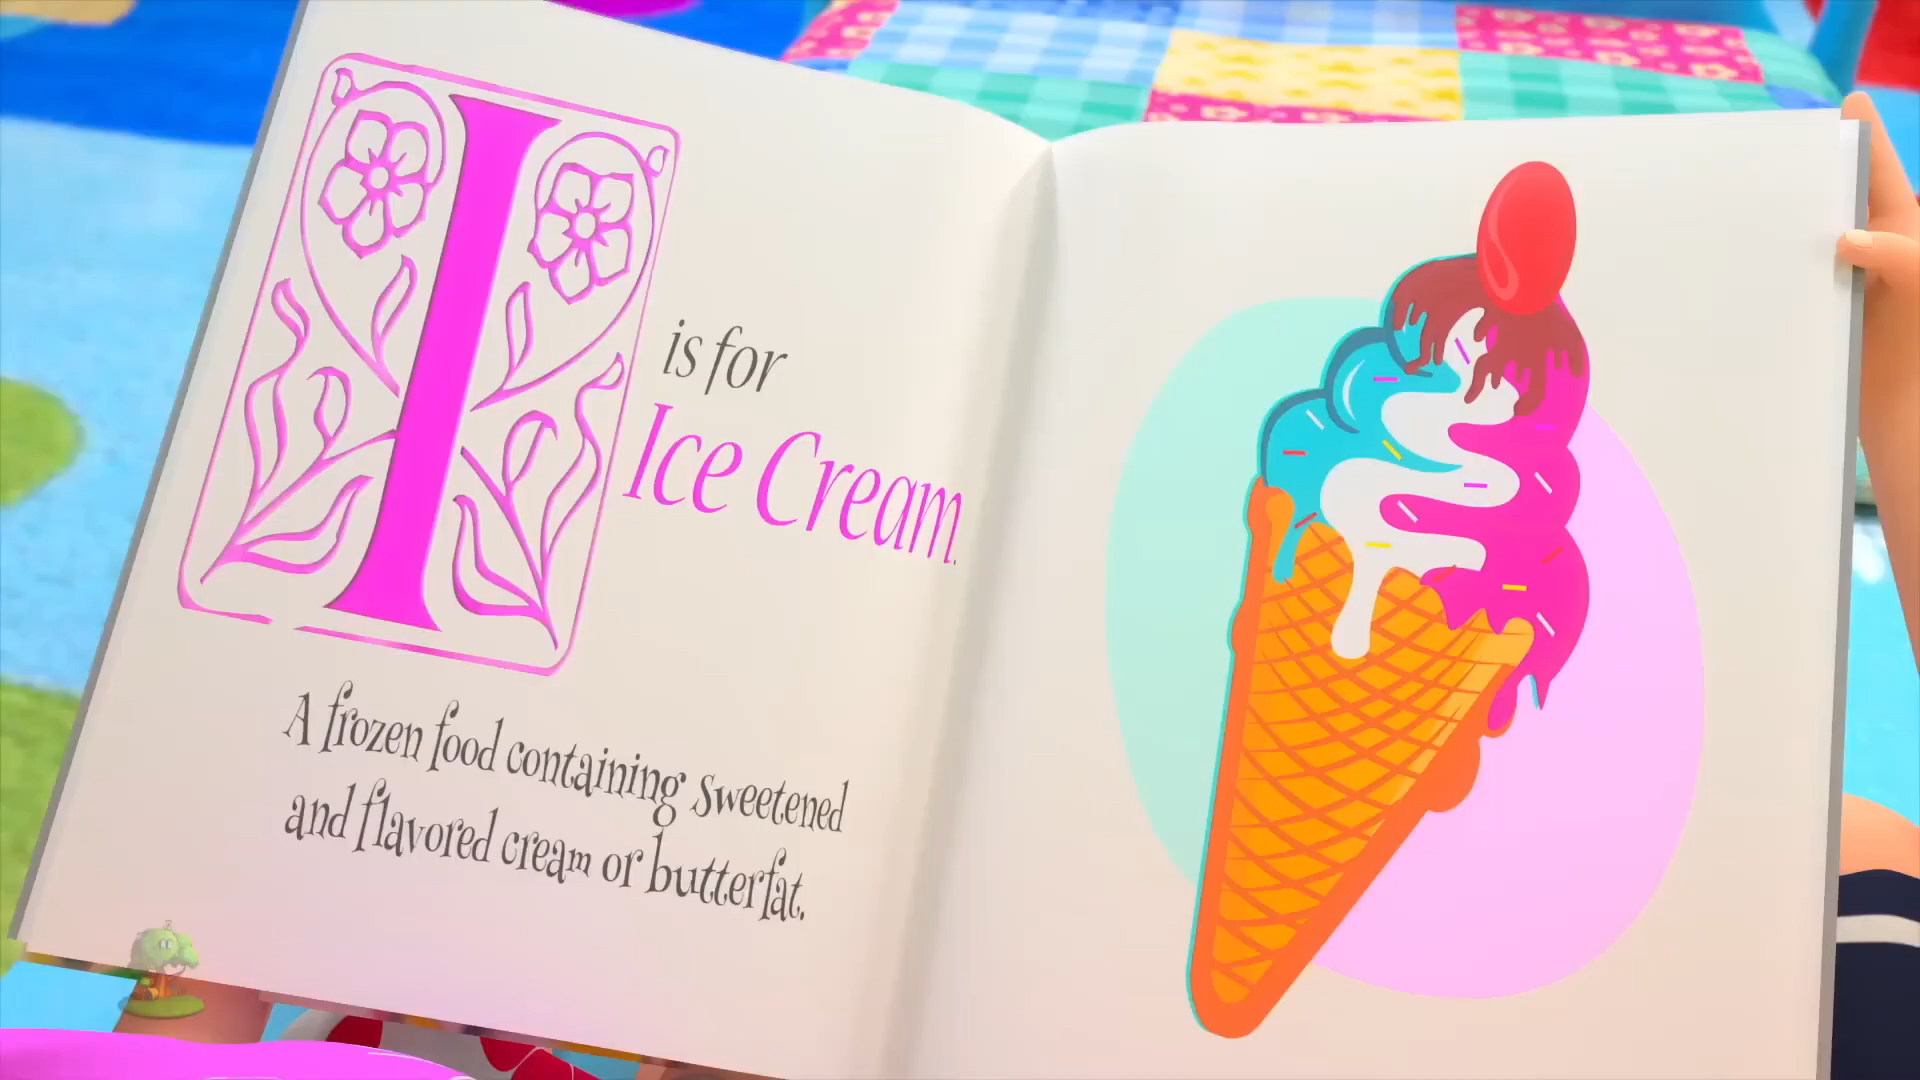 I
is for
Ice Cream.
A frozen food containing sweetened
and flavored cream or butterfat.